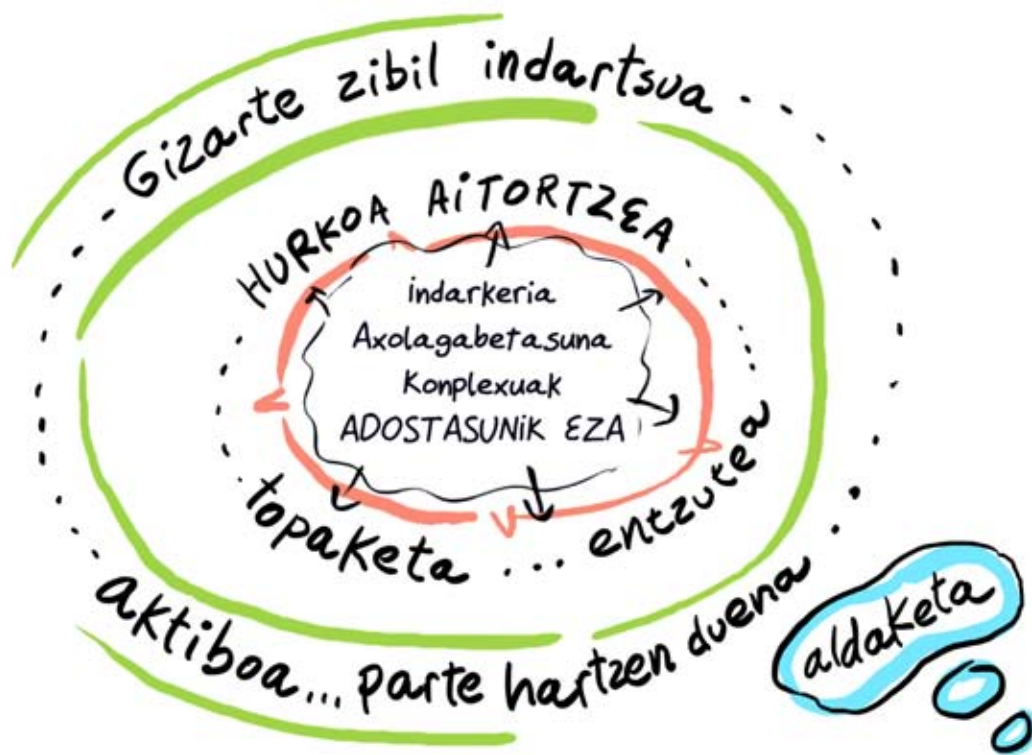 Gizarte zibil indartsua...
HURKOA AITORTZEA
indarkeria
Axolagabetasuna
Konplexuak
ADOSTASUNIK EZA
topaketa ... entzutea
aktiboa... parte hartzen duena
aldaketa